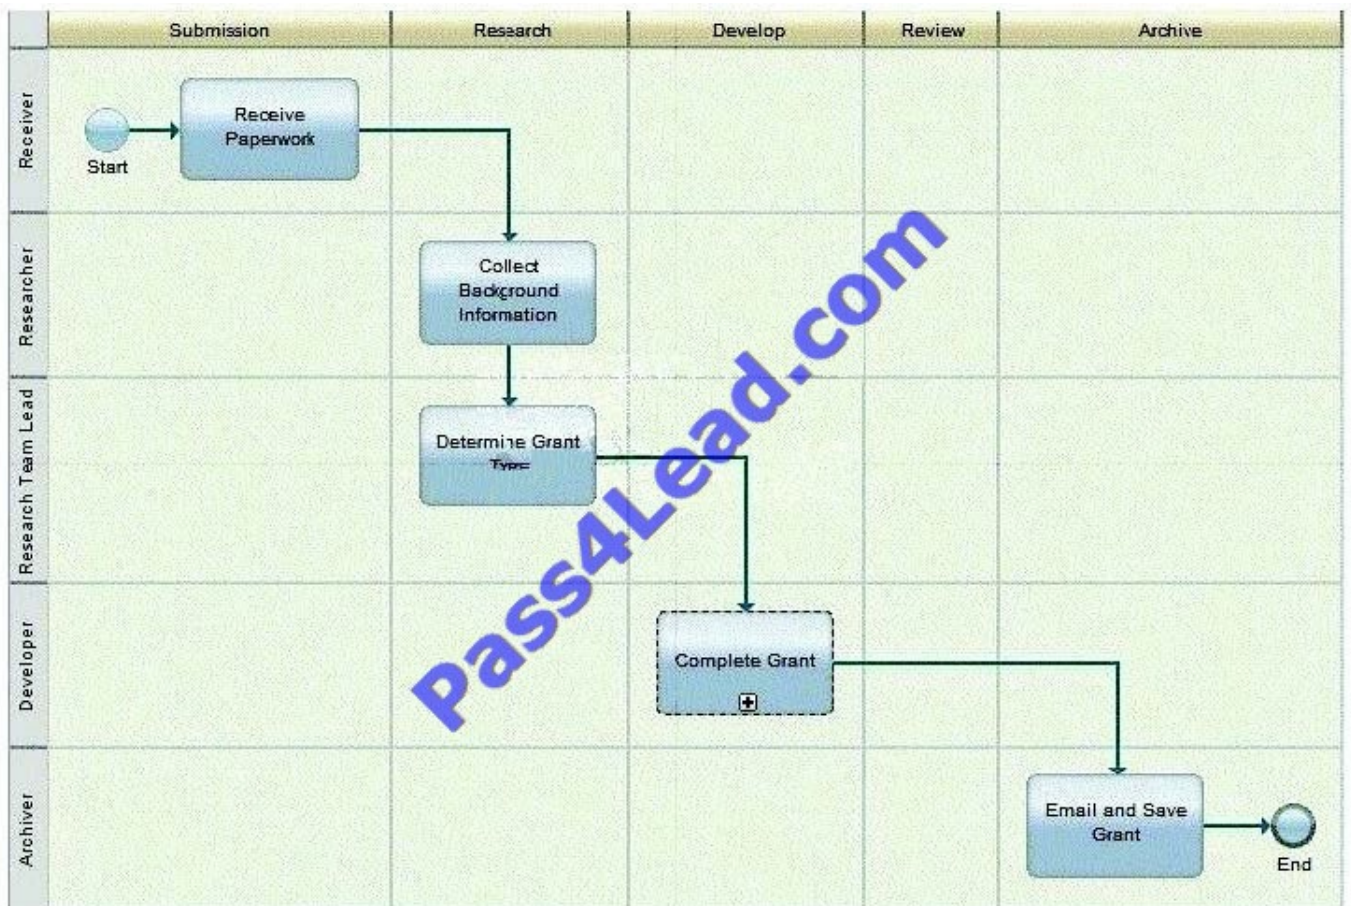 Submission
Research
Develop
Review
Archive
Receiver
Start
Receive
Paperwork
Researcher
Collect
Background
Information
Research Team Lead
Determine Grant
Type
Developer
Complete Grant
Archiver
Email and Save
Grant
End
Pass4Lead.com